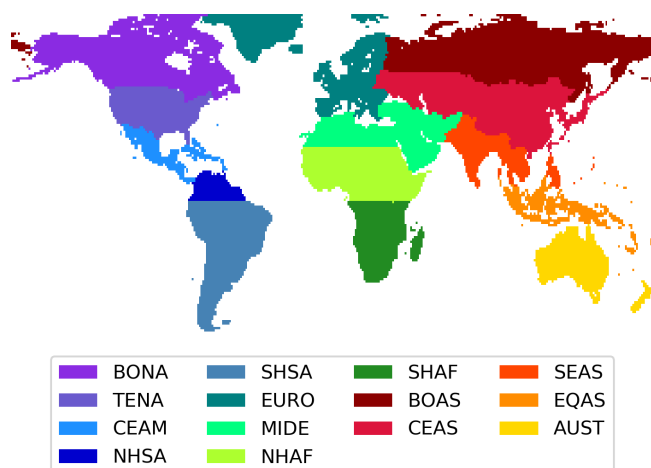 BONA SHSA SHAF SEAS
TENA EURO BOAS EQAS
CEAM MIDE CEAS AUST
NHSA NHAF